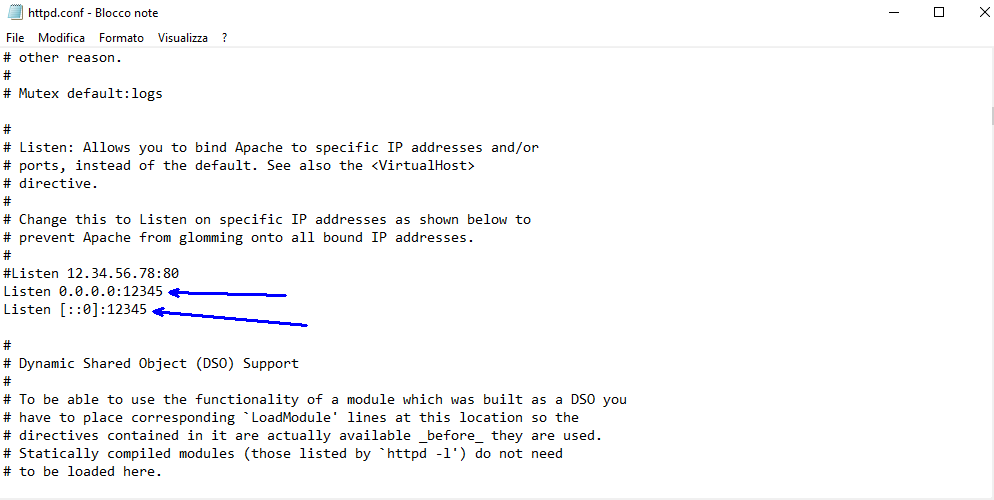 httpd.conf - Blocco note
File Modifica Formato Visualizza ?
# other reason.
#
# Mutex default:logs
#
# Listen: Allows you to bind Apache to specific IP addresses and/or
# ports, instead of the default. See also the <VirtualHost>
# directive.
#
# Change this to Listen on specific IP addresses as shown below to
# prevent Apache from glomming onto all bound IP addresses.
#
#Listen 12.34.56.78:80
Listen 0.0.0.0:12345
Listen [::0]:12345
#
# Dynamic Shared Object (DSO) Support
#
# To be able to use the functionality of a module which was built as a DSO you
# have to place corresponding `LoadModule' lines at this location so the
# directives contained in it are actually available _before_ they are used.
# Statically compiled modules (those listed by `httpd -l') do not need
# to be loaded here.